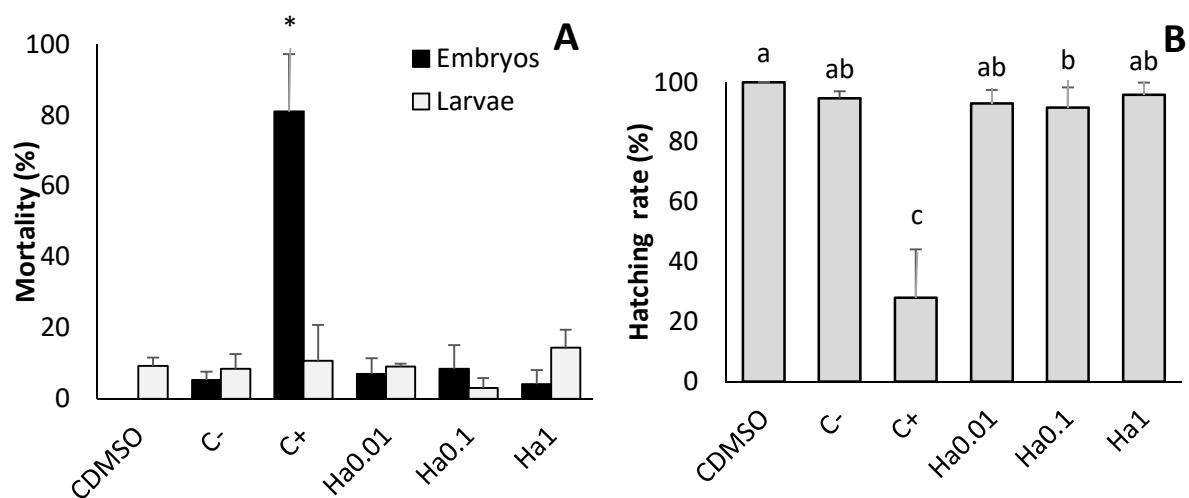 A
Mortality (%)
100
80
60
40
20
0
*
Embryos
Larvae
CDMSO
C-
C+
Ha0.01
Ha0.1
Ha1
B
Hatching rate (%)
100
80
60
40
20
0
a
ab
c
ab
b
ab
CDMSO
C-
C+
Ha0.01
Ha0.1
Ha1